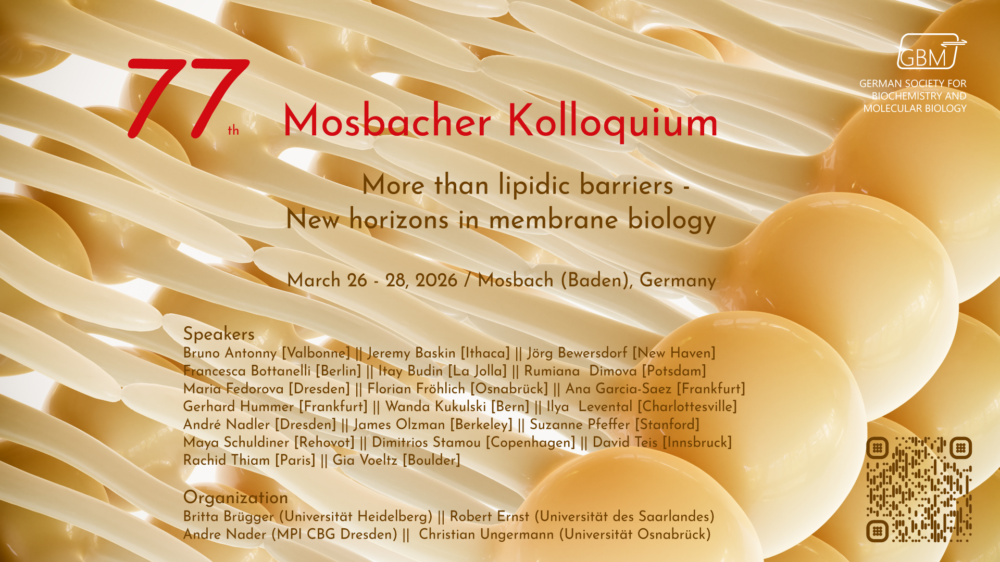 77th Mosbacher Kolloquium
GBM
GERMAN SOCIETY FOR
BIOCHEMISTRY AND
MOLECULAR BIOLOGY
More than lipidic barriers -
New horizons in membrane biology
March 26 - 28, 2026 / Mosbach (Baden), Germany
Speakers
Bruno Antonny [Valbonne] || Jeremy Baskin [Ithaca] || Jörg Bewersdorf [New Haven]
Francesca Bottanelli [Berlin] || Itay Budin [La Jolla] || Rumiana Dimova [Potsdam]
Maria Fedorova [Dresden] || Florian Fröhlich [Osnabrück] || Ana Garcia-Saez [Frankfurt]
Gerhard Hummer [Frankfurt] || Wanda Kukulski [Bern] || Ilya Levental [Charlottesville]
André Nadler [Dresden] || James Olzman [Berkeley] || Suzanne Pfeffer [Stanford]
Maya Schuldiner [Rehovot] || Dimitrios Stamou [Copenhagen] || David Teis [Innsbruck]
Rachid Thiam [Paris] || Gia Voeltz [Boulder]
Organization
Britta Brügger (Universität Heidelberg) || Robert Ernst (Universität des Saarlandes)
Andre Nader (MPI CBG Dresden) || Christian Ungermann (Universität Osnabrück)